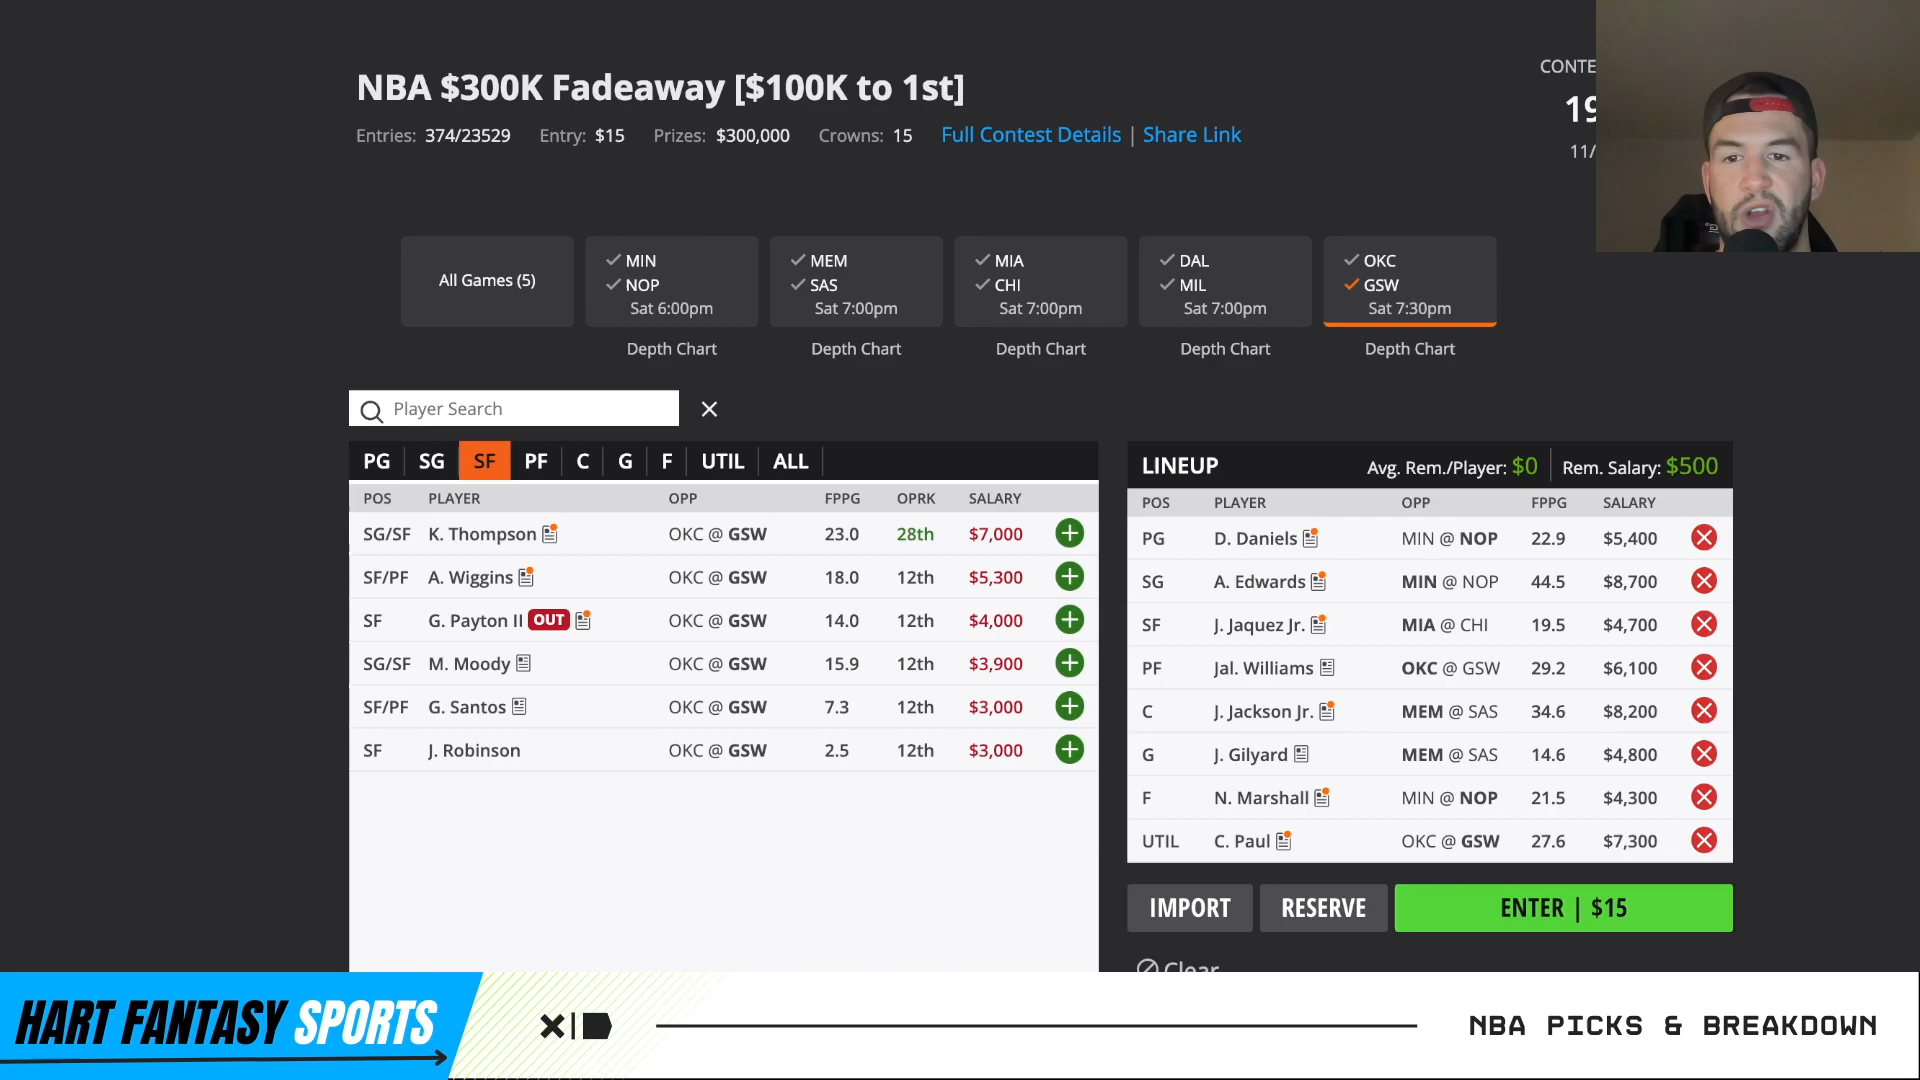 NBA $300K Fadeaway [$100K to 1st]
CONTE
19
Entries: 374/23529 Entry: $15 Prizes: $300,000 Crowns: 15 Full Contest Details | Share Link
11/
All Games (5)
MIN
NOP
Sat 6:00pm
Depth Chart
MEM
SAS
Sat 7:00pm
Depth Chart
MIA
CHI
Sat 7:00pm
Depth Chart
DAL
MIL
Sat 7:00pm
Depth Chart
OKC
GSW
Sat 7:30pm
Depth Chart
Player Search
PG SG SF PF C G F UTIL ALL
POS PLAYER OPP FPPG OPRK SALARY
SG/SF K. Thompson OKC @ GSW 23.0 28th $7,000
SF/PF A. Wiggins OKC @ GSW 18.0 12th $5,300
SF G. Payton II OUT OKC @ GSW 14.0 12th $4,000
SG/SF M. Moody OKC @ GSW 15.9 12th $3,900
SF/PF G. Santos OKC @ GSW 7.3 12th $3,000
SF J. Robinson OKC @ GSW 2.5 12th $3,000
LINEUP Avg. Rem./Player: $0 Rem. Salary: $500
POS PLAYER OPP FPPG SALARY
PG D. Daniels MIN @ NOP 22.9 $5,400
SG A. Edwards MIN @ NOP 44.5 $8,700
SF J. Jaquez Jr. MIA @ CHI 19.5 $4,700
PF Jal. Williams OKC @ GSW 29.2 $6,100
C J. Jackson Jr. MEM @ SAS 34.6 $8,200
G J. Gilyard MEM @ SAS 14.6 $4,800
F N. Marshall MIN @ NOP 21.5 $4,300
UTIL C. Paul OKC @ GSW 27.6 $7,300
IMPORT RESERVE ENTER | $15
Clear
HART FANTASY SPORTS
NBA PICKS & BREAKDOWN